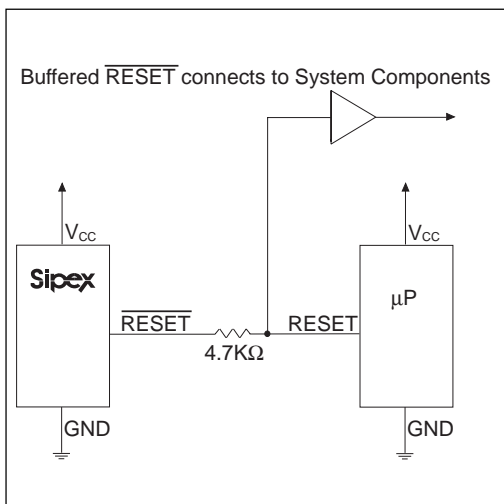 Buffered RESET connects to System Components
VCC
VCC
Sipex
μP
RESET
RESET
4.7KΩ
GND
GND